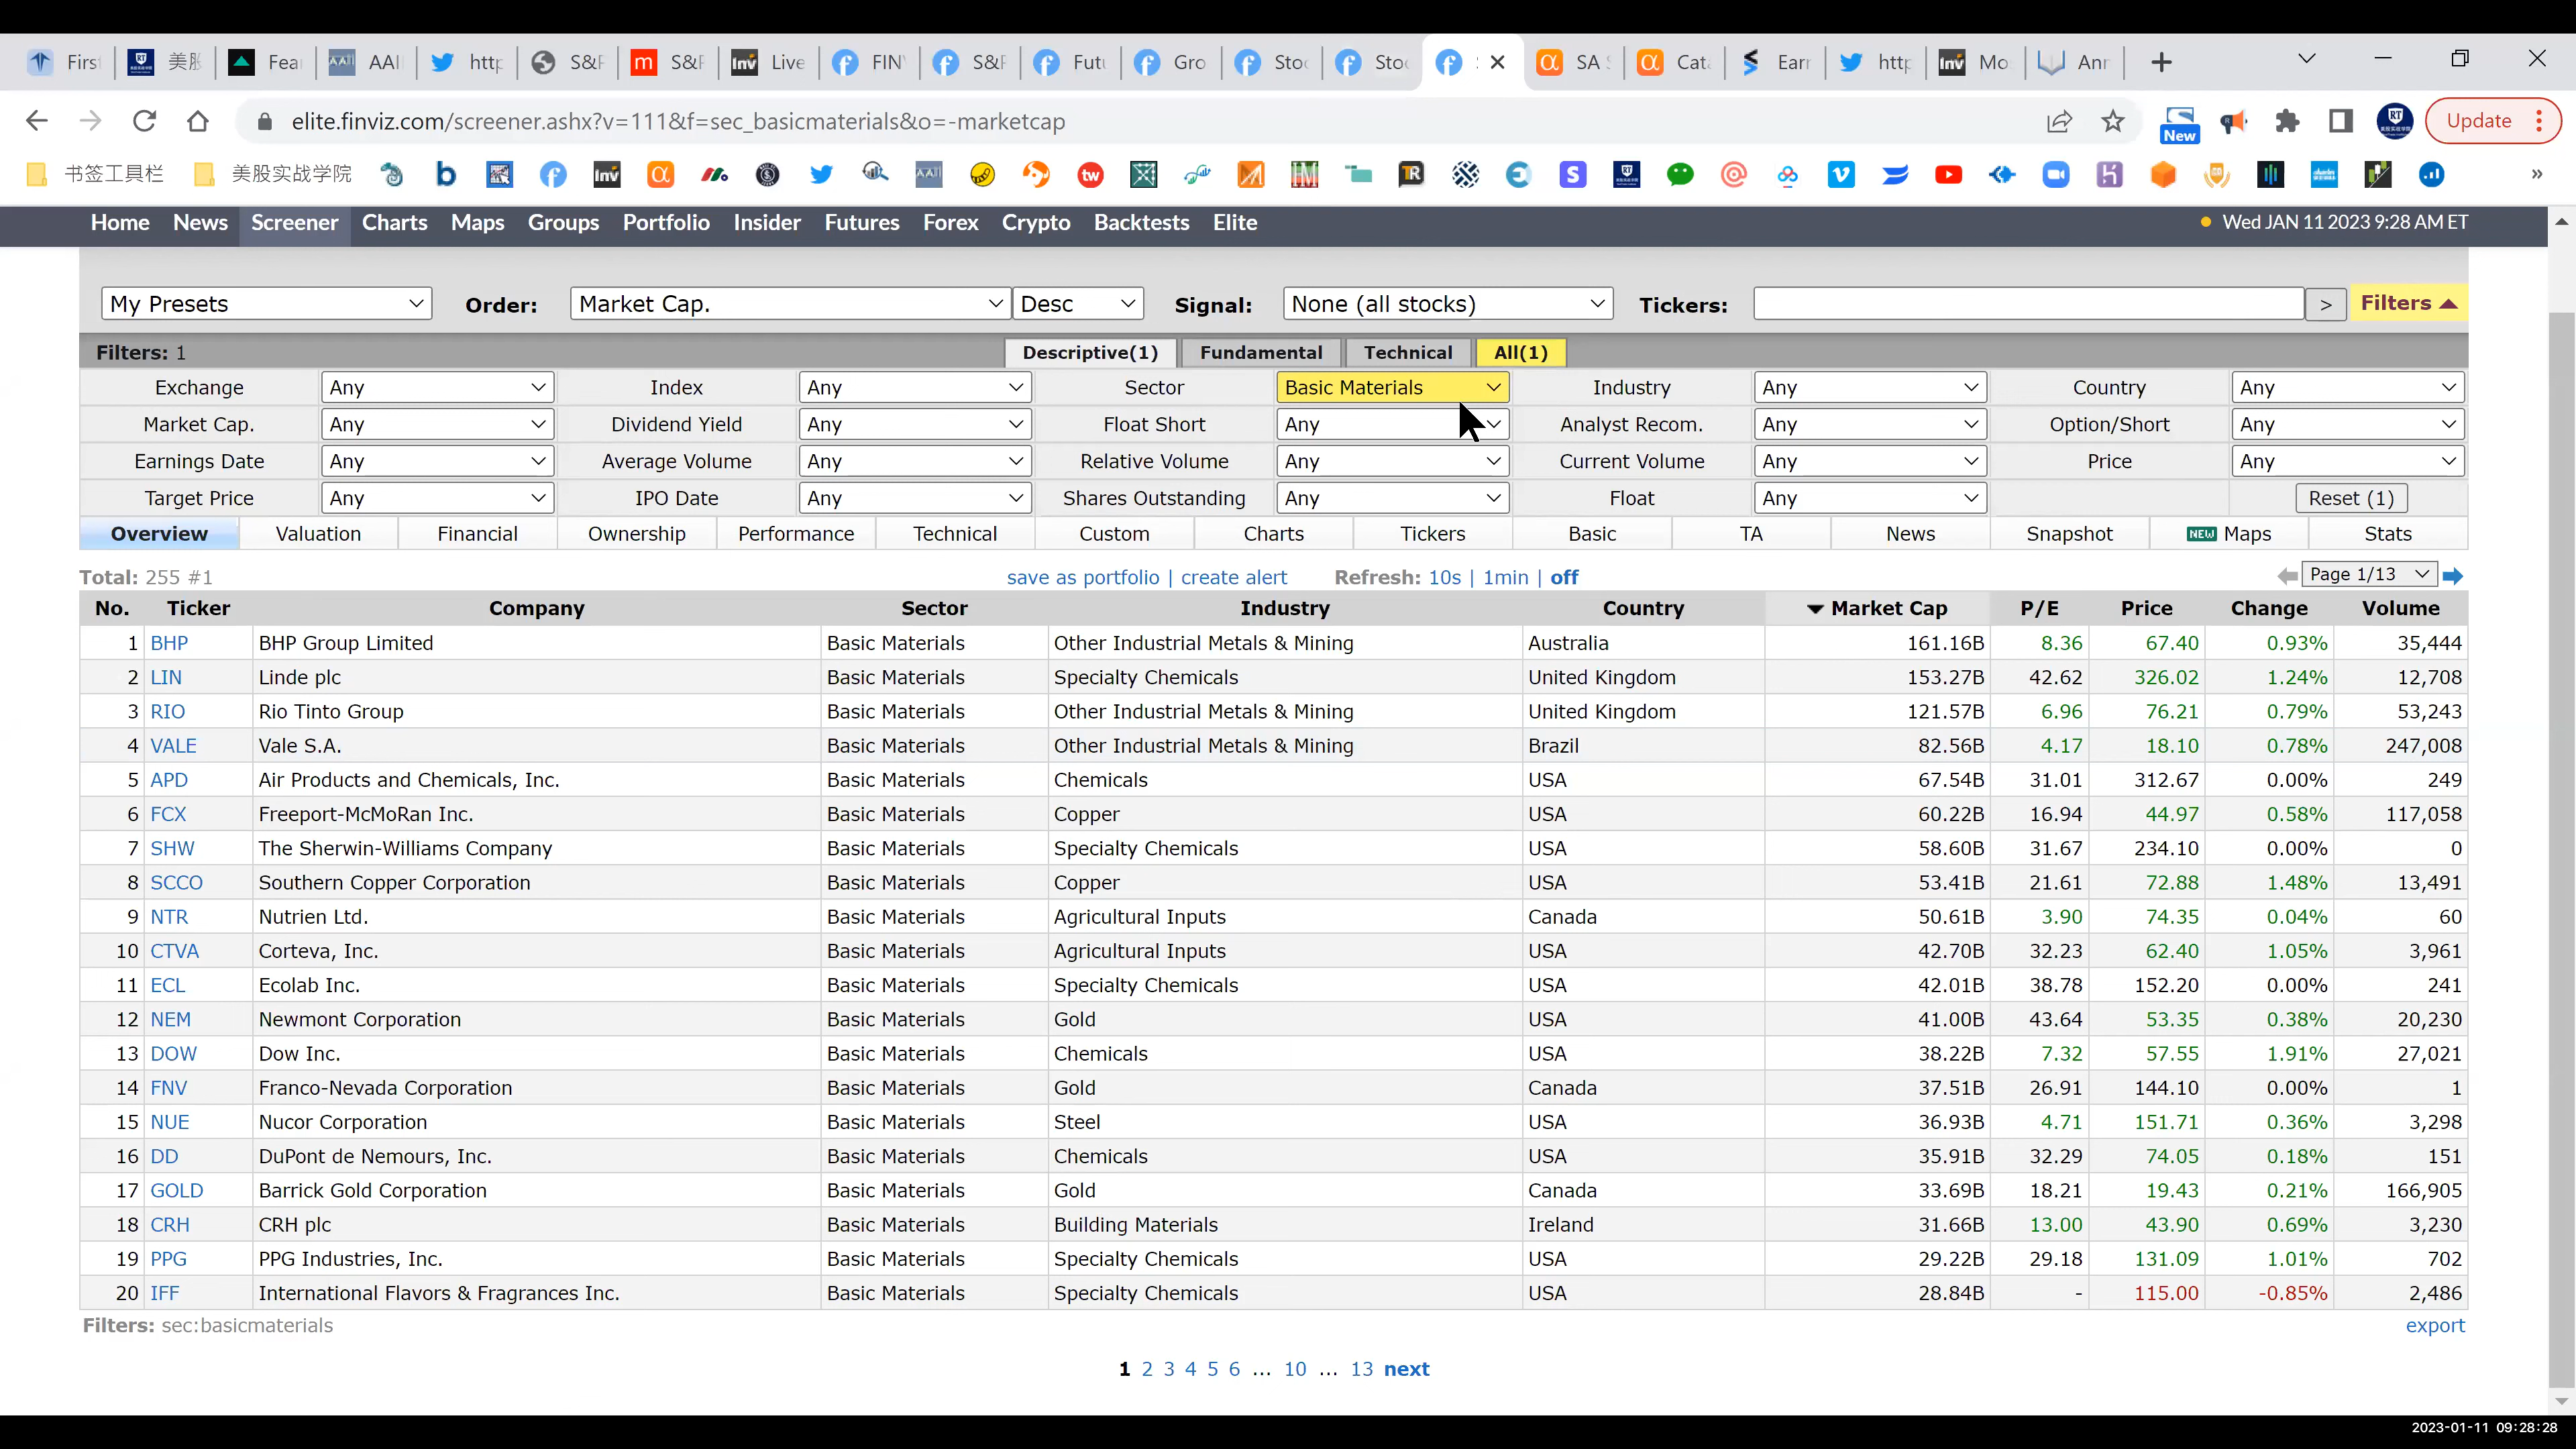 First 美股 Fear AAII http S&P S&P Live FINV S&P Futu Gro Stoc Stoc SA S Cata Earn http Mo Ann
elite.finviz.com/screener.ashx?v=111&f=sec_basicmaterials&o=-marketcap New Update
书签工具栏 美股实战学院
Home News Screener Charts Maps Groups Portfolio Insider Futures Forex Crypto Backtests Elite Wed JAN 11 2023 9:28 AM ET
My Presets Order: Market Cap. Desc Signal: None (all stocks) Tickers: > Filters
Filters: 1 Descriptive(1) Fundamental Technical All(1)
Exchange Any Index Any Sector Basic Materials Industry Any Country Any
Market Cap. Any Dividend Yield Any Float Short Any Analyst Recom. Any Option/Short Any
Earnings Date Any Average Volume Any Relative Volume Any Current Volume Any Price Any
Target Price Any IPO Date Any Shares Outstanding Any Float Any Reset (1)
Overview Valuation Financial Ownership Performance Technical Custom Charts Tickers Basic TA News Snapshot NEW Maps Stats
Total: 255 #1 save as portfolio | create alert Refresh: 10s | 1min | off Page 1/13
No. Ticker Company Sector Industry Country Market Cap P/E Price Change Volume
1 BHP BHP Group Limited Basic Materials Other Industrial Metals & Mining Australia 161.16B 8.36 67.40 0.93% 35,444
2 LIN Linde plc Basic Materials Specialty Chemicals United Kingdom 153.27B 42.62 326.02 1.24% 12,708
3 RIO Rio Tinto Group Basic Materials Other Industrial Metals & Mining United Kingdom 121.57B 6.96 76.21 0.79% 53,243
4 VALE Vale S.A. Basic Materials Other Industrial Metals & Mining Brazil 82.56B 4.17 18.10 0.78% 247,008
5 APD Air Products and Chemicals, Inc. Basic Materials Chemicals USA 67.54B 31.01 312.67 0.00% 249
6 FCX Freeport-McMoRan Inc. Basic Materials Copper USA 60.22B 16.94 44.97 0.58% 117,058
7 SHW The Sherwin-Williams Company Basic Materials Specialty Chemicals USA 58.60B 31.67 234.10 0.00% 0
8 SCCO Southern Copper Corporation Basic Materials Copper USA 53.41B 21.61 72.88 1.48% 13,491
9 NTR Nutrien Ltd. Basic Materials Agricultural Inputs Canada 50.61B 3.90 74.35 0.04% 60
10 CTVA Corteva, Inc. Basic Materials Agricultural Inputs USA 42.70B 32.23 62.40 1.05% 3,961
11 ECL Ecolab Inc. Basic Materials Specialty Chemicals USA 42.01B 38.78 152.20 0.00% 241
12 NEM Newmont Corporation Basic Materials Gold USA 41.00B 43.64 53.35 0.38% 20,230
13 DOW Dow Inc. Basic Materials Chemicals USA 38.22B 7.32 57.55 1.91% 27,021
14 FNV Franco-Nevada Corporation Basic Materials Gold Canada 37.51B 26.91 144.10 0.00% 1
15 NUE Nucor Corporation Basic Materials Steel USA 36.93B 4.71 151.71 0.36% 3,298
16 DD DuPont de Nemours, Inc. Basic Materials Chemicals USA 35.91B 32.29 74.05 0.18% 151
17 GOLD Barrick Gold Corporation Basic Materials Gold Canada 33.69B 18.21 19.43 0.21% 166,905
18 CRH CRH plc Basic Materials Building Materials Ireland 31.66B 13.00 43.90 0.69% 3,230
19 PPG PPG Industries, Inc. Basic Materials Specialty Chemicals USA 29.22B 29.18 131.09 1.01% 702
20 IFF International Flavors & Fragrances Inc. Basic Materials Specialty Chemicals USA 28.84B - 115.00 -0.85% 2,486
Filters: sec:basicmaterials export
1 2 3 4 5 6 ... 10 ... 13 next
2023-01-11 09:28:28